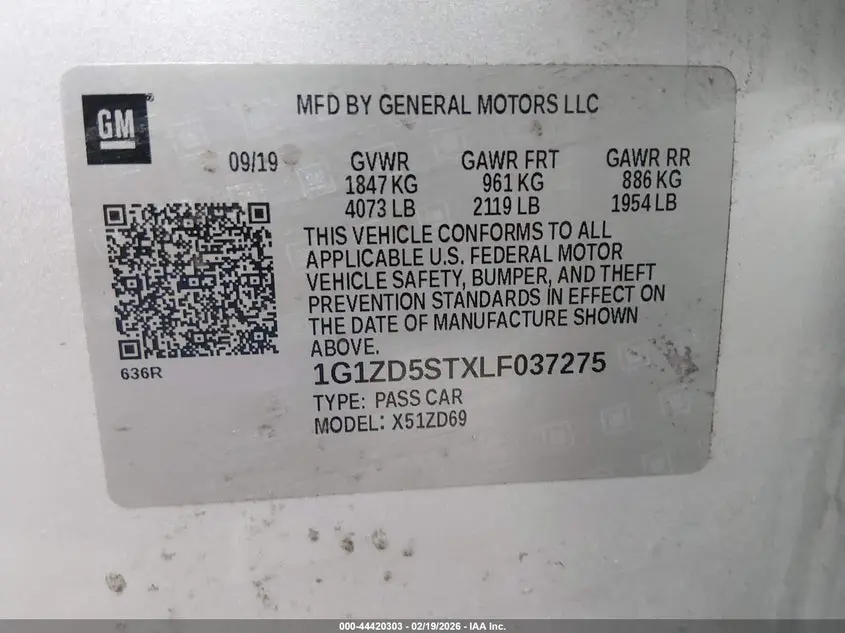 GM
MFD BY GENERAL MOTORS LLC
09/19 GVWR GAWR FRT GAWR RR
1847 KG 961 KG 886 KG
4073 LB 2119 LB 1954 LB
THIS VEHICLE CONFORMS TO ALL
APPLICABLE U.S. FEDERAL MOTOR
VEHICLE SAFETY, BUMPER, AND THEFT
PREVENTION STANDARDS IN EFFECT ON
THE DATE OF MANUFACTURE SHOWN
ABOVE.
636R
1G1ZD5STXLF037275
TYPE: PASS CAR
MODEL: X51ZD69
000-44420303 - 02/19/2026 - IAA Inc.